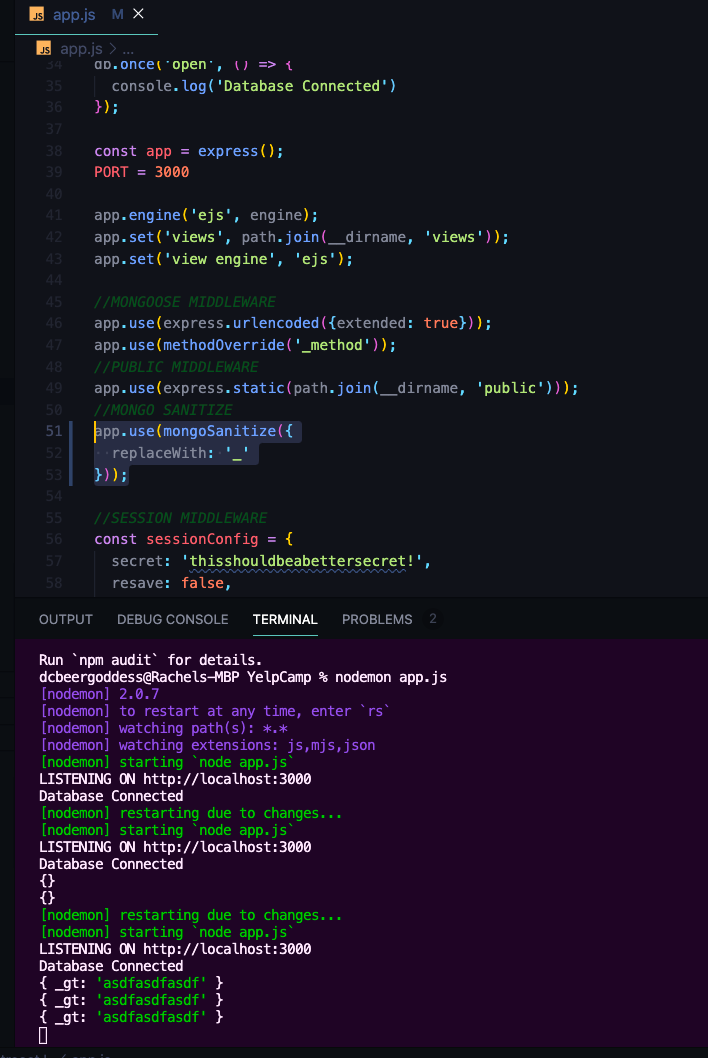 JS app.js M ×
JS app.js > ...
34 db.once('open', () => {
35 console.log('Database Connected')
36 });
37
38 const app = express();
39 PORT = 3000
40
41 app.engine('ejs', engine);
42 app.set('views', path.join(__dirname, 'views'));
43 app.set('view engine', 'ejs');
44
45 //MONGOOSE MIDDLEWARE
46 app.use(express.urlencoded({extended: true}));
47 app.use(methodOverride('_method'));
48 //PUBLIC MIDDLEWARE
49 app.use(express.static(path.join(__dirname, 'public')));
50 //MONGO SANITIZE
51 app.use(mongoSanitize({
52 replaceWith: '_'
53 }));
54
55 //SESSION MIDDLEWARE
56 const sessionConfig = {
57 secret: 'thisshouldbeabettersecret!',
58 resave: false,
OUTPUT DEBUG CONSOLE TERMINAL PROBLEMS 2
Run `npm audit` for details.
dcbeergoddess@Rachels-MBP YelpCamp % nodemon app.js
[nodemon] 2.0.7
[nodemon] to restart at any time, enter `rs`
[nodemon] watching path(s): *.*
[nodemon] watching extensions: js,mjs,json
[nodemon] starting `node app.js`
LISTENING ON http://localhost:3000
Database Connected
[nodemon] restarting due to changes...
[nodemon] starting `node app.js`
LISTENING ON http://localhost:3000
Database Connected
{}
{}
[nodemon] restarting due to changes...
[nodemon] starting `node app.js`
LISTENING ON http://localhost:3000
Database Connected
{ _gt: 'asdfasdfasdf' }
{ _gt: 'asdfasdfasdf' }
{ _gt: 'asdfasdfasdf' }